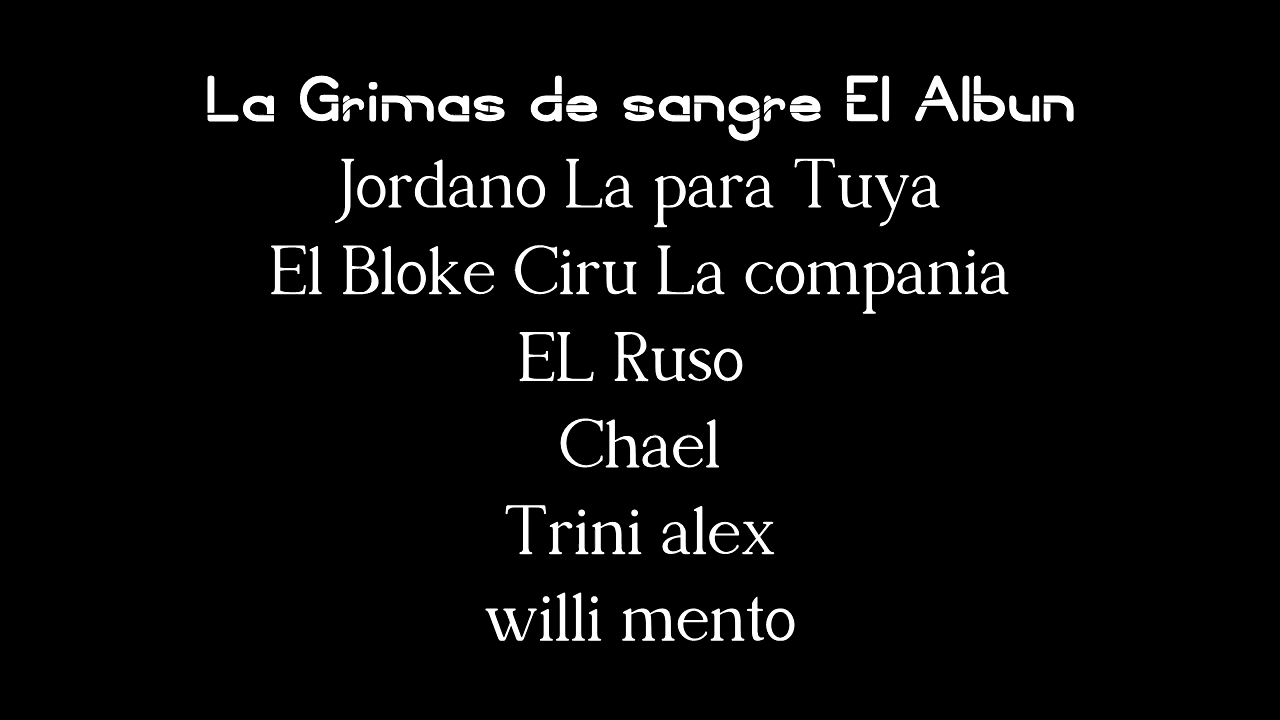 La Grimas de sangre El Albun
Jordano La para Tuya
El Bloke Ciru La compania
EL Ruso
Chael
Trini alex
willi mento